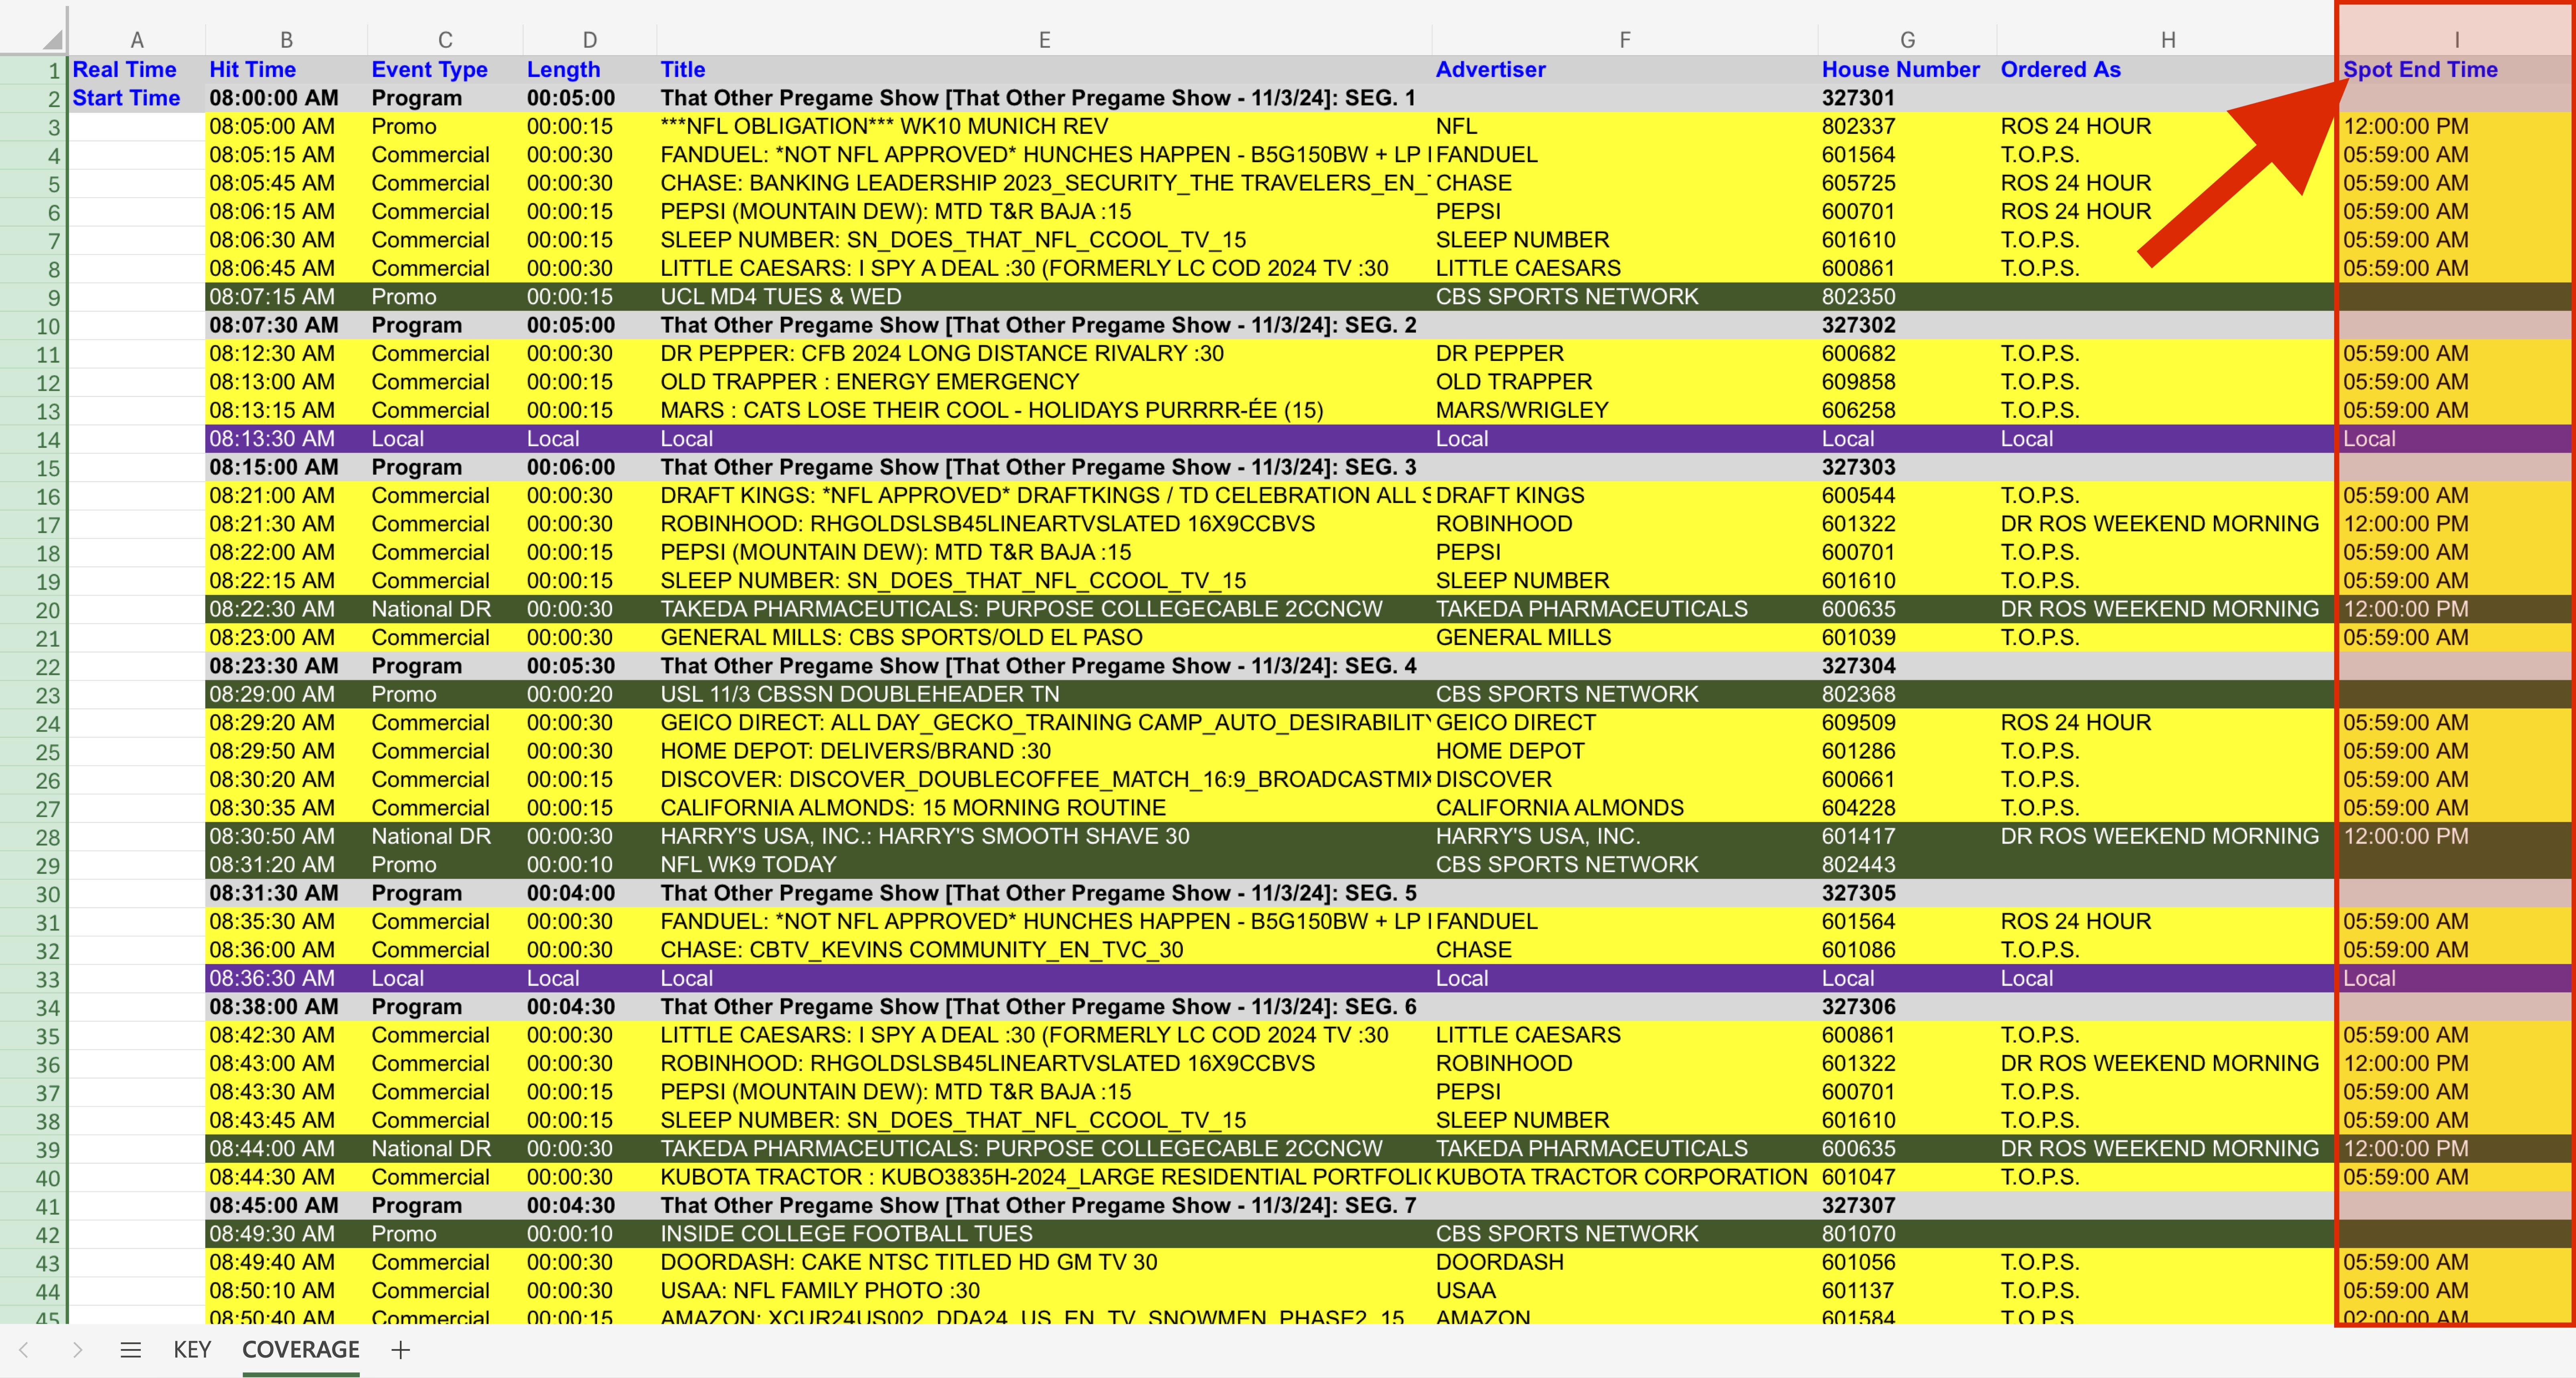 A B C D E F G H I
1 Real Time Hit Time Event Type Length Title Advertiser House Number Ordered As Spot End Time
2 Start Time 08:00:00 AM Program 00:05:00 That Other Pregame Show [That Other Pregame Show - 11/3/24]: SEG. 1 327301
3 08:05:00 AM Promo 00:00:15 ***NFL OBLIGATION*** WK10 MUNICH REV NFL 802337 ROS 24 HOUR 12:00:00 PM
4 08:05:15 AM Commercial 00:00:30 FANDUEL: *NOT NFL APPROVED* HUNCHES HAPPEN - B5G150BW + LP FANDUEL 601564 T.O.P.S. 05:59:00 AM
5 08:05:45 AM Commercial 00:00:30 CHASE: BANKING LEADERSHIP 2023_SECURITY_THE TRAVELERS_EN_ CHASE 605725 ROS 24 HOUR 05:59:00 AM
6 08:06:15 AM Commercial 00:00:15 PEPSI (MOUNTAIN DEW): MTD T&R BAJA :15 PEPSI 600701 ROS 24 HOUR 05:59:00 AM
7 08:06:30 AM Commercial 00:00:15 SLEEP NUMBER: SN_DOES_THAT_NFL_CCOOL_TV_15 SLEEP NUMBER 601610 T.O.P.S. 05:59:00 AM
8 08:06:45 AM Commercial 00:00:30 LITTLE CAESARS: I SPY A DEAL :30 (FORMERLY LC COD 2024 TV :30 LITTLE CAESARS 600861 T.O.P.S. 05:59:00 AM
9 08:07:15 AM Promo 00:00:15 UCL MD4 TUES & WED CBS SPORTS NETWORK 802350
10 08:07:30 AM Program 00:05:00 That Other Pregame Show [That Other Pregame Show - 11/3/24]: SEG. 2 327302
11 08:12:30 AM Commercial 00:00:30 DR PEPPER: CFB 2024 LONG DISTANCE RIVALRY :30 DR PEPPER 600682 T.O.P.S. 05:59:00 AM
12 08:13:00 AM Commercial 00:00:15 OLD TRAPPER : ENERGY EMERGENCY OLD TRAPPER 609858 T.O.P.S. 05:59:00 AM
13 08:13:15 AM Commercial 00:00:15 MARS : CATS LOSE THEIR COOL - HOLIDAYS PURRRR-ÉE (15) MARS/WRIGLEY 606258 T.O.P.S. 05:59:00 AM
14 08:13:30 AM Local Local Local Local Local Local Local
15 08:15:00 AM Program 00:06:00 That Other Pregame Show [That Other Pregame Show - 11/3/24]: SEG. 3 327303
16 08:21:00 AM Commercial 00:00:30 DRAFT KINGS: *NFL APPROVED* DRAFTKINGS / TD CELEBRATION ALL S DRAFT KINGS 600544 T.O.P.S. 05:59:00 AM
17 08:21:30 AM Commercial 00:00:30 ROBINHOOD: RHGOLDSLSB45LINEARTVSLATED 16X9CCBVS ROBINHOOD 601322 DR ROS WEEKEND MORNING 12:00:00 PM
18 08:22:00 AM Commercial 00:00:15 PEPSI (MOUNTAIN DEW): MTD T&R BAJA :15 PEPSI 600701 T.O.P.S. 05:59:00 AM
19 08:22:15 AM Commercial 00:00:15 SLEEP NUMBER: SN_DOES_THAT_NFL_CCOOL_TV_15 SLEEP NUMBER 601610 T.O.P.S. 05:59:00 AM
20 08:22:30 AM National DR 00:00:30 TAKEDA PHARMACEUTICALS: PURPOSE COLLEGECABLE 2CCNCW TAKEDA PHARMACEUTICALS 600635 DR ROS WEEKEND MORNING 12:00:00 PM
21 08:23:00 AM Commercial 00:00:30 GENERAL MILLS: CBS SPORTS/OLD EL PASO GENERAL MILLS 601039 T.O.P.S. 05:59:00 AM
22 08:23:30 AM Program 00:05:30 That Other Pregame Show [That Other Pregame Show - 11/3/24]: SEG. 4 327304
23 08:29:00 AM Promo 00:00:20 USL 11/3 CBSSN DOUBLEHEADER TN CBS SPORTS NETWORK 802368
24 08:29:20 AM Commercial 00:00:30 GEICO DIRECT: ALL DAY_GECKO_TRAINING CAMP_AUTO_DESIRABILITY GEICO DIRECT 609509 ROS 24 HOUR 05:59:00 AM
25 08:29:50 AM Commercial 00:00:30 HOME DEPOT: DELIVERS/BRAND :30 HOME DEPOT 601286 T.O.P.S. 05:59:00 AM
26 08:30:20 AM Commercial 00:00:15 DISCOVER: DISCOVER_DOUBLECOFFEE_MATCH_16:9_BROADCASTMIX DISCOVER 600661 T.O.P.S. 05:59:00 AM
27 08:30:35 AM Commercial 00:00:15 CALIFORNIA ALMONDS: 15 MORNING ROUTINE CALIFORNIA ALMONDS 604228 T.O.P.S. 05:59:00 AM
28 08:30:50 AM National DR 00:00:30 HARRY'S USA, INC.: HARRY'S SMOOTH SHAVE 30 HARRY'S USA, INC. 601417 DR ROS WEEKEND MORNING 12:00:00 PM
29 08:31:20 AM Promo 00:00:10 NFL WK9 TODAY CBS SPORTS NETWORK 802443
30 08:31:30 AM Program 00:04:00 That Other Pregame Show [That Other Pregame Show - 11/3/24]: SEG. 5 327305
31 08:35:30 AM Commercial 00:00:30 FANDUEL: *NOT NFL APPROVED* HUNCHES HAPPEN - B5G150BW + LP FANDUEL 601564 ROS 24 HOUR 05:59:00 AM
32 08:36:00 AM Commercial 00:00:30 CHASE: CBTV_KEVINS COMMUNITY_EN_TVC_30 CHASE 601086 T.O.P.S. 05:59:00 AM
33 08:36:30 AM Local Local Local Local Local Local Local
34 08:38:00 AM Program 00:04:30 That Other Pregame Show [That Other Pregame Show - 11/3/24]: SEG. 6 327306
35 08:42:30 AM Commercial 00:00:30 LITTLE CAESARS: I SPY A DEAL :30 (FORMERLY LC COD 2024 TV :30 LITTLE CAESARS 600861 T.O.P.S. 05:59:00 AM
36 08:43:00 AM Commercial 00:00:30 ROBINHOOD: RHGOLDSLSB45LINEARTVSLATED 16X9CCBVS ROBINHOOD 601322 DR ROS WEEKEND MORNING 12:00:00 PM
37 08:43:30 AM Commercial 00:00:15 PEPSI (MOUNTAIN DEW): MTD T&R BAJA :15 PEPSI 600701 T.O.P.S. 05:59:00 AM
38 08:43:45 AM Commercial 00:00:15 SLEEP NUMBER: SN_DOES_THAT_NFL_CCOOL_TV_15 SLEEP NUMBER 601610 T.O.P.S. 05:59:00 AM
39 08:44:00 AM National DR 00:00:30 TAKEDA PHARMACEUTICALS: PURPOSE COLLEGECABLE 2CCNCW TAKEDA PHARMACEUTICALS 600635 DR ROS WEEKEND MORNING 12:00:00 PM
40 08:44:30 AM Commercial 00:00:30 KUBOTA TRACTOR : KUBO3835H-2024_LARGE RESIDENTIAL PORTFOLIO KUBOTA TRACTOR CORPORATION 601047 T.O.P.S. 05:59:00 AM
41 08:45:00 AM Program 00:04:30 That Other Pregame Show [That Other Pregame Show - 11/3/24]: SEG. 7 327307
42 08:49:30 AM Promo 00:00:10 INSIDE COLLEGE FOOTBALL TUES CBS SPORTS NETWORK 801070
43 08:49:40 AM Commercial 00:00:30 DOORDASH: CAKE NTSC TITLED HD GM TV 30 DOORDASH 601056 T.O.P.S. 05:59:00 AM
44 08:50:10 AM Commercial 00:00:30 USAA: NFL FAMILY PHOTO :30 USAA 601137 T.O.P.S. 05:59:00 AM
45 08:50:40 AM Commercial 00:00:15 AMAZON: XCUR24US002_DDA24_US_EN_TV_SNOWMEN_PHASE2_15 AMAZON 601584 T.O.P.S. 02:00:00 AM
KEY COVERAGE +